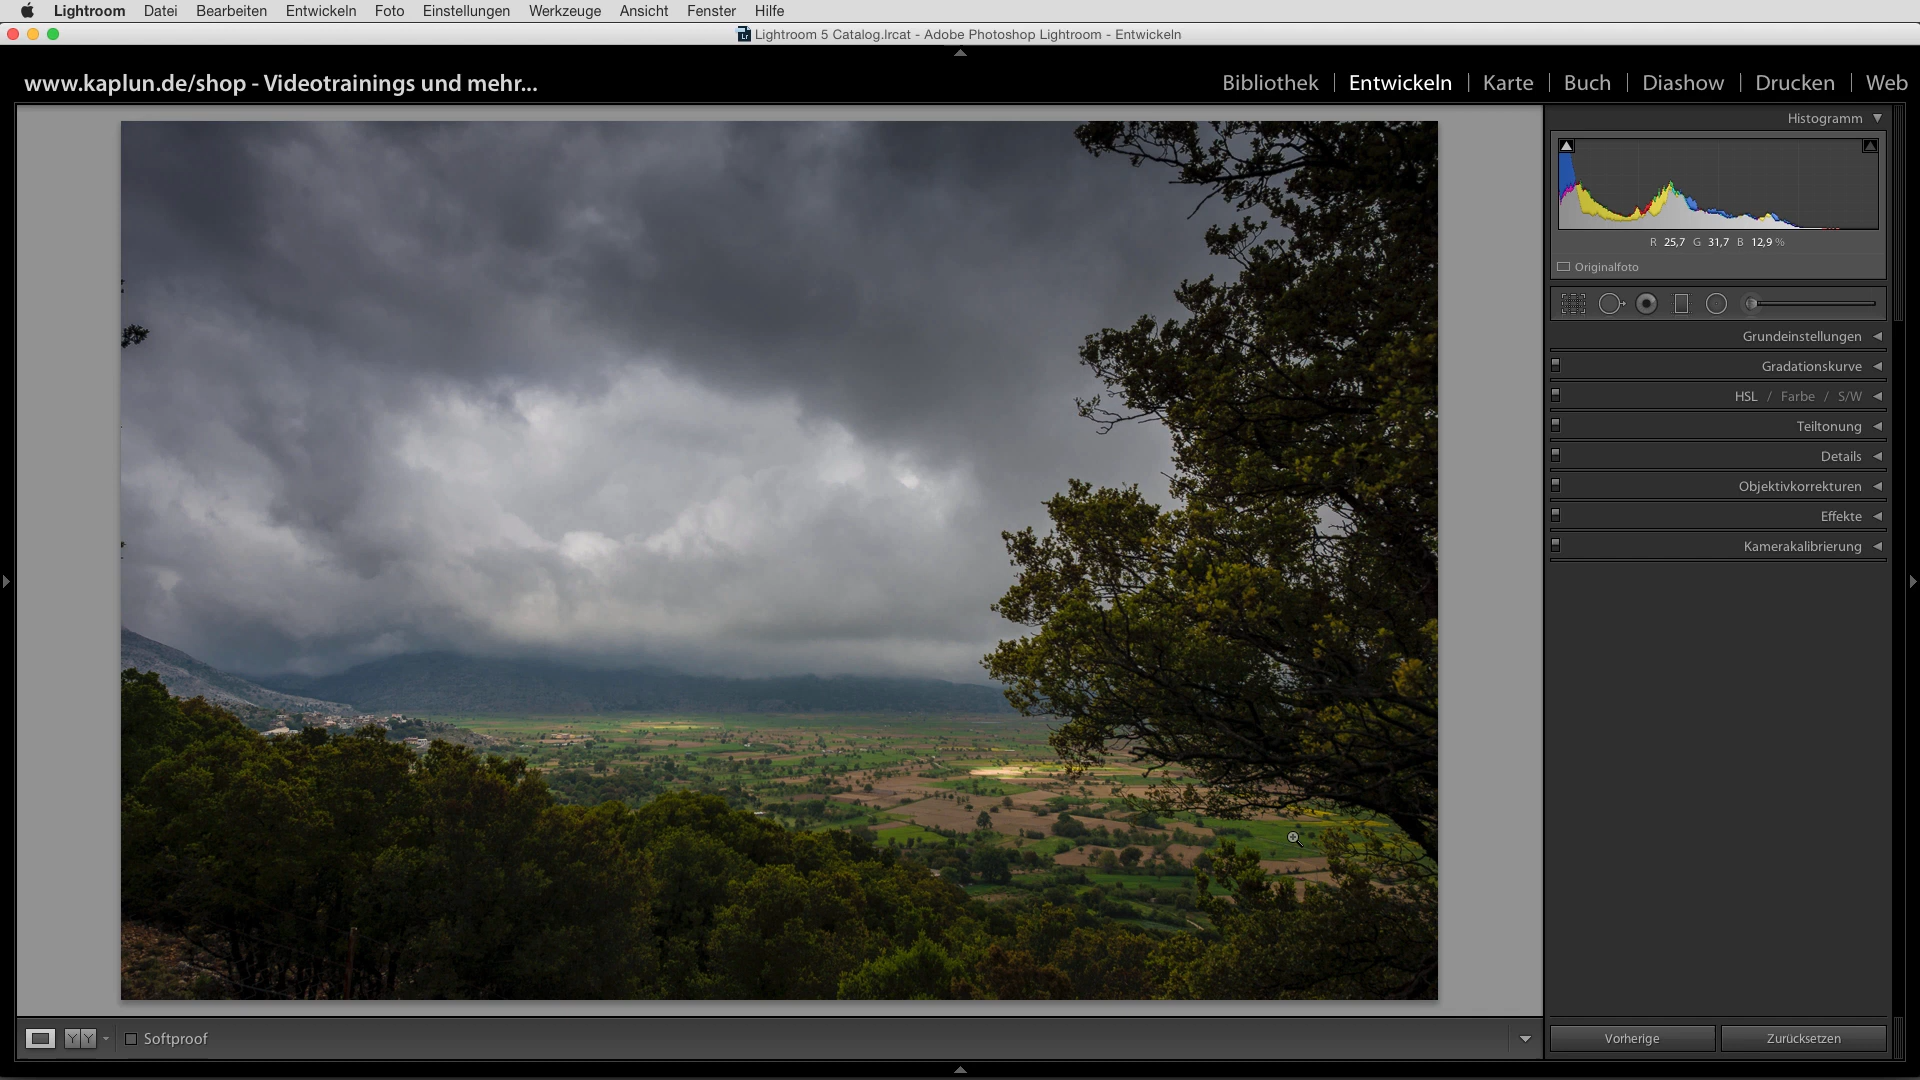 Lightroom Datei Bearbeiten Entwickeln Foto Einstellungen Werkzeuge Ansicht Fenster Hilfe
Lr Lightroom 5 Catalog.lrcat - Adobe Photoshop Lightroom - Entwickeln
www.kaplun.de/shop - Videotrainings und mehr...
Bibliothek | Entwickeln | Karte | Buch | Diashow | Drucken | Web
Histogramm
R 25,7 G 31,7 B 12,9 %
Originalfoto
Grundeinstellungen
Gradationskurve
HSL / Farbe / S/W
Teiltonung
Details
Objektivkorrekturen
Effekte
Kamerakalibrierung
YY Softproof
Vorherige Zurücksetzen